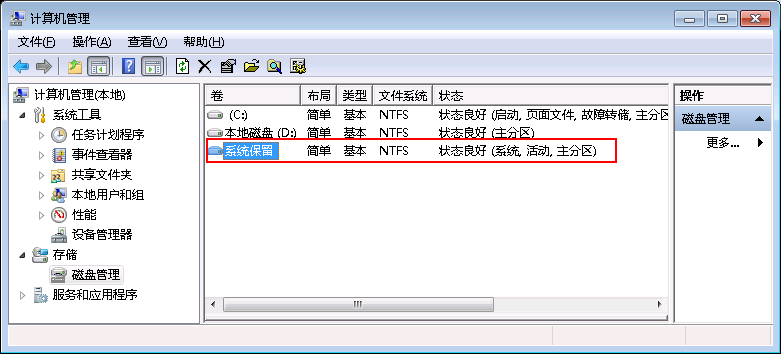 计算机管理
文件(F) 操作(A) 查看(V) 帮助(H)
计算机管理(本地)
系统工具
任务计划程序
事件查看器
共享文件夹
本地用户和组
性能
设备管理器
存储
磁盘管理
服务和应用程序
卷 布局 类型 文件系统 状态
(C:) 简单 基本 NTFS 状态良好 (启动, 页面文件, 故障转储, 主分区
本地磁盘 (D:) 简单 基本 NTFS 状态良好 (主分区)
系统保留 简单 基本 NTFS 状态良好 (系统, 活动, 主分区)
操作
磁盘管理
更多...